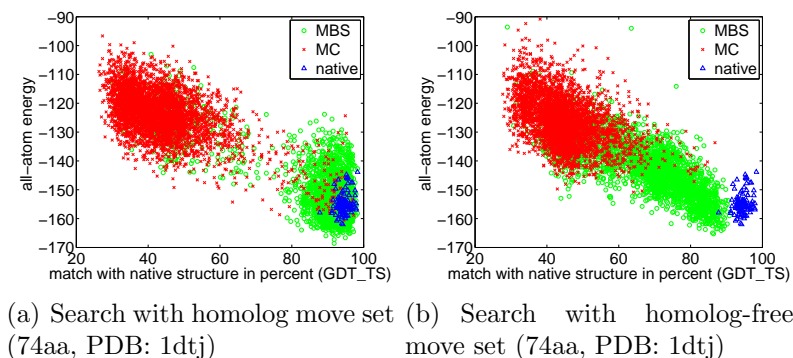 −90
−100
−110
−120
−130
−140
−150
−160
−170
all−atom energy
20 40 60 80 100
match with native structure in percent (GDT_TS)
MBS
MC
native
−90
−100
−110
−120
−130
−140
−150
−160
−170
all−atom energy
20 40 60 80 100
match with native structure in percent (GDT_TS)
MBS
MC
native
(a) Search with homolog move set
(74aa, PDB: 1dtj)
(b) Search with homolog-free
move set (74aa, PDB: 1dtj)